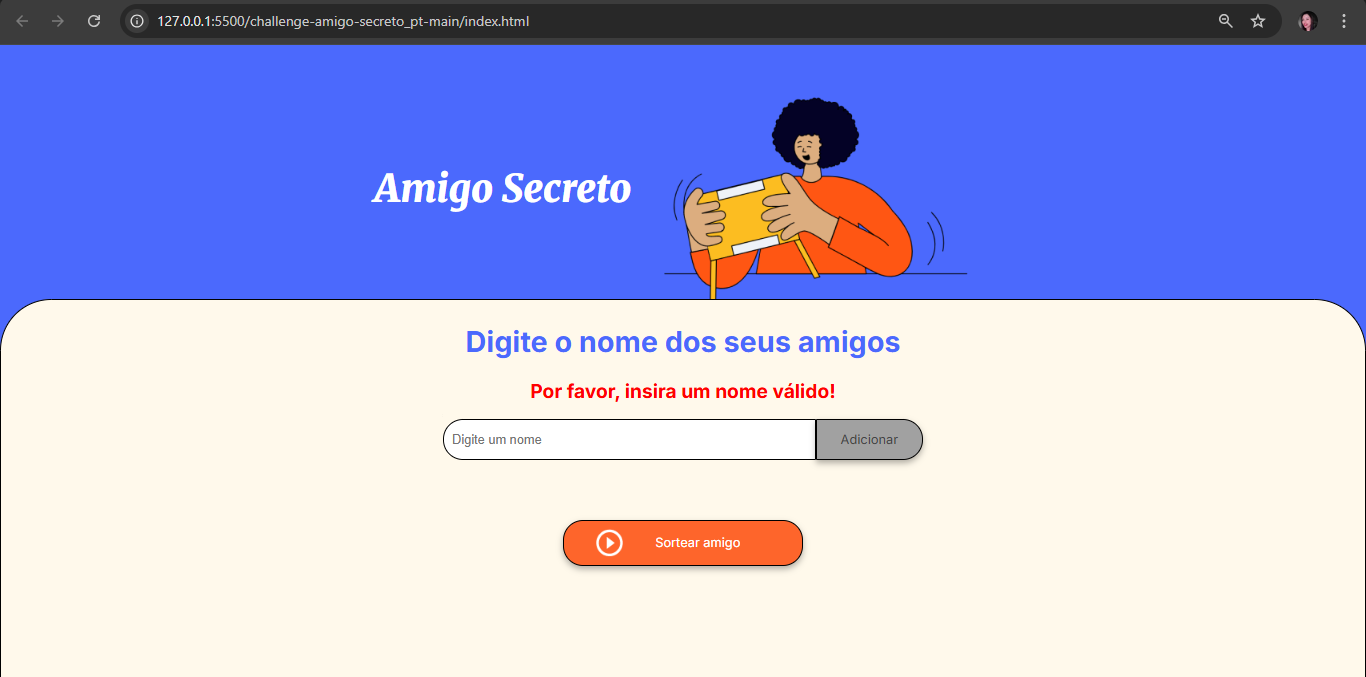 127.0.0.1:5500/challenge-amigo-secreto_pt-main/index.html
Amigo Secreto
Digite o nome dos seus amigos
Por favor, insira um nome válido!
Digite um nome
Adicionar
Sortear amigo